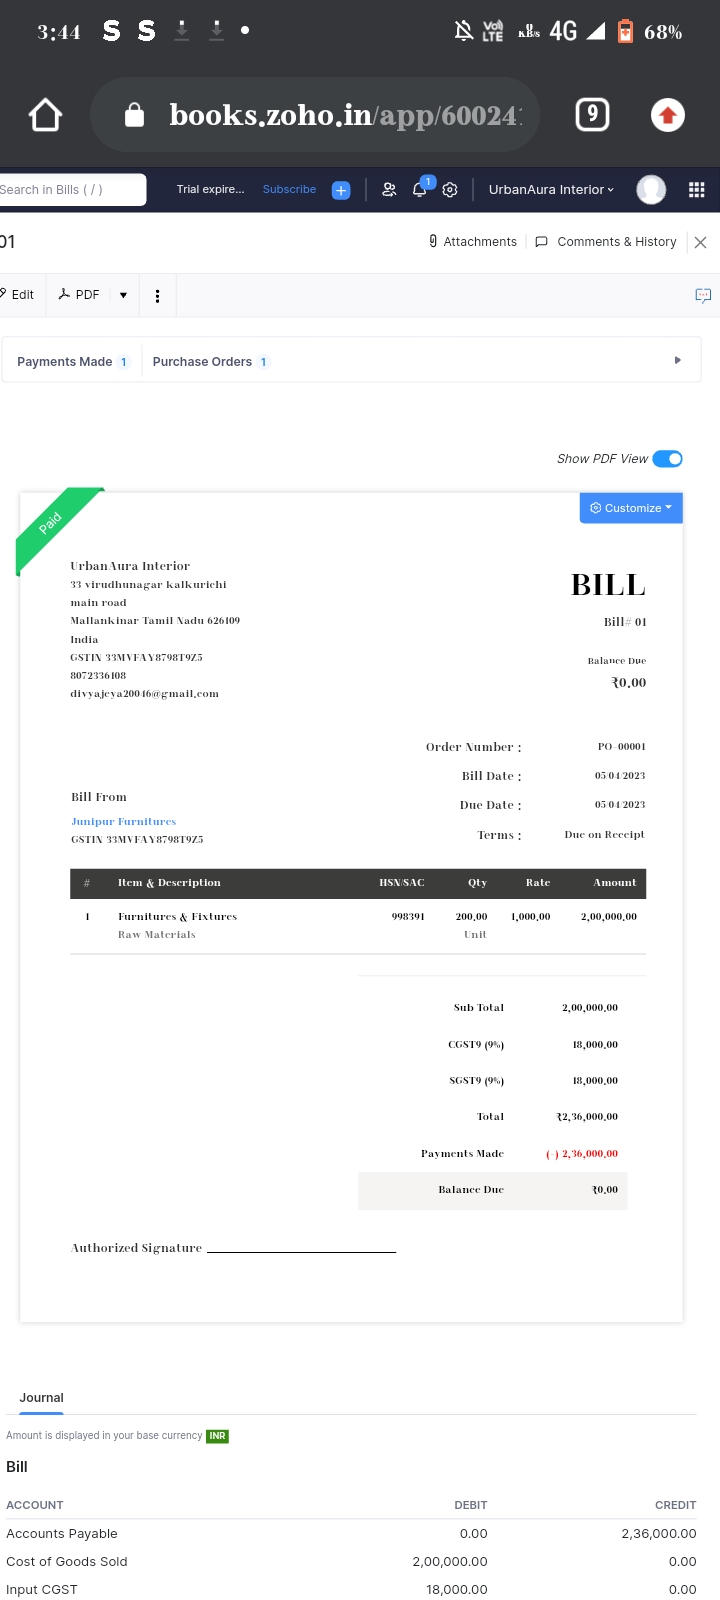 3:44 S S Vo) LTE KB/s 4G 68%
books.zoho.in/app/60024 9
Search in Bills ( / ) Trial expire... Subscribe 1 UrbanAura Interior
01 Attachments Comments & History
Edit PDF
Payments Made 1 Purchase Orders 1
Show PDF View
Paid
Customize
UrbanAura Interior
33 virudhunagar kalkurichi
main road
Mallankinar Tamil Nadu 626109
India
GSTIN 33MVFAY8798T9Z5
8072336108
divyajeya20046@gmail.com
BILL
Bill# 01
Balance Due
₹0.00
Order Number : PO-00001
Bill Date : 05/04/2023
Due Date : 05/04/2023
Terms : Due on Receipt
Bill From
Junipur Furnitures
GSTIN 33MVFAY8798T9Z5
# Item & Description HSN/SAC Qty Rate Amount
1 Furnitures & Fixtures 998391 200.00 1,000.00 2,00,000.00
Raw Materials Unit
Sub Total 2,00,000.00
CGST9 (9%) 18,000.00
SGST9 (9%) 18,000.00
Total ₹2,36,000.00
Payments Made (-) 2,36,000.00
Balance Due ₹0.00
Authorized Signature
Journal
Amount is displayed in your base currency INR
Bill
ACCOUNT DEBIT CREDIT
Accounts Payable 0.00 2,36,000.00
Cost of Goods Sold 2,00,000.00 0.00
Input CGST 18,000.00 0.00